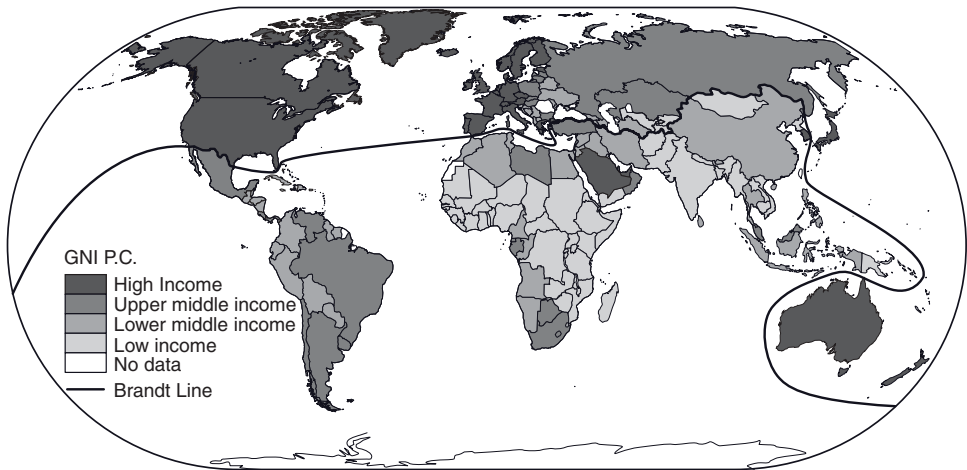 GNI P.C.
High Income
Upper middle income
Lower middle income
Low income
No data
Brandt Line